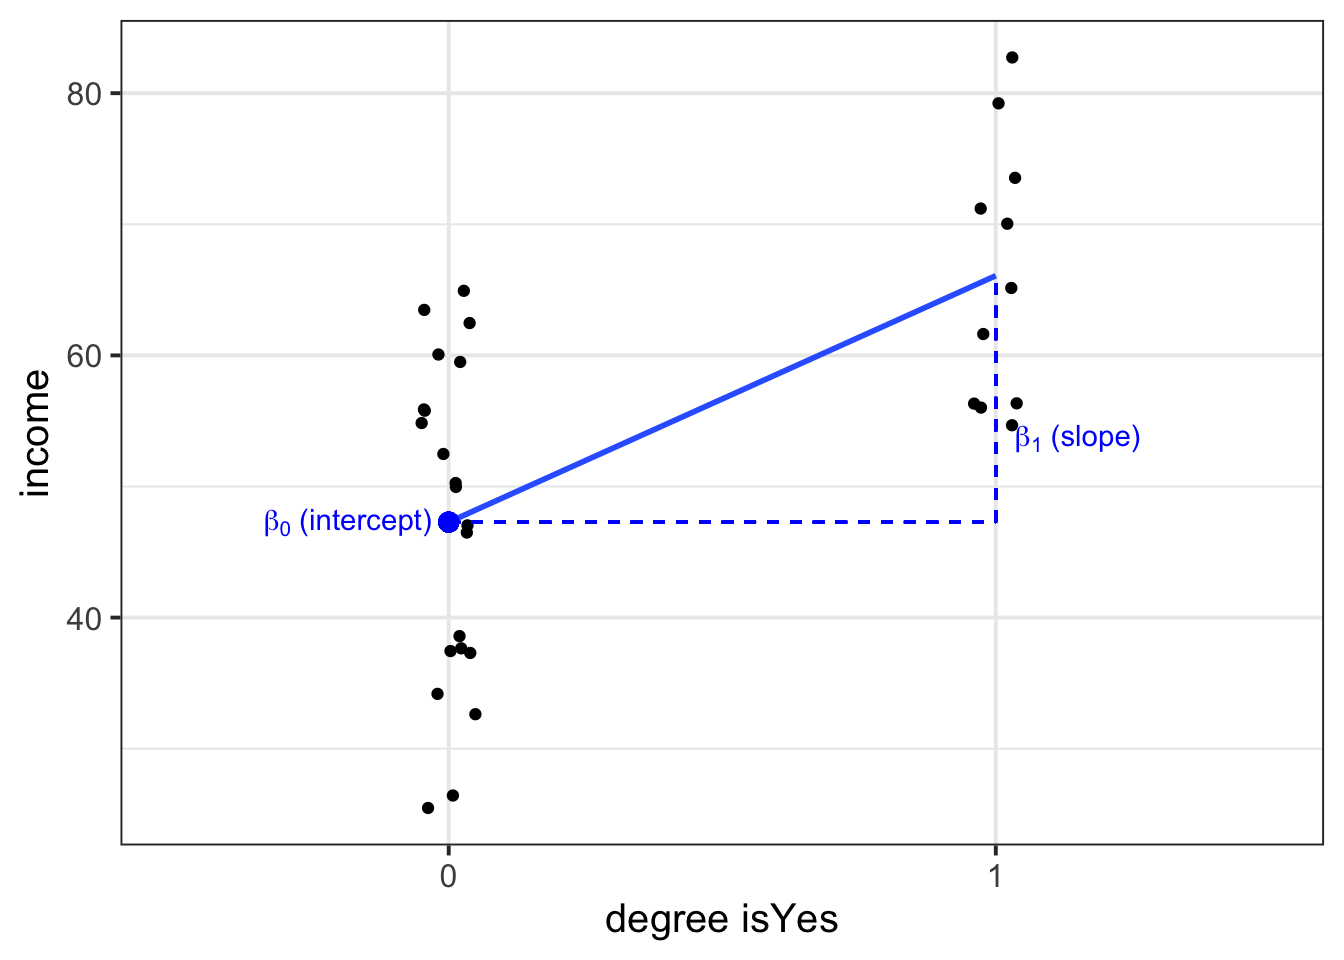 80
60
40
income
β0 (intercept)
β1 (slope)
0 1
degree isYes